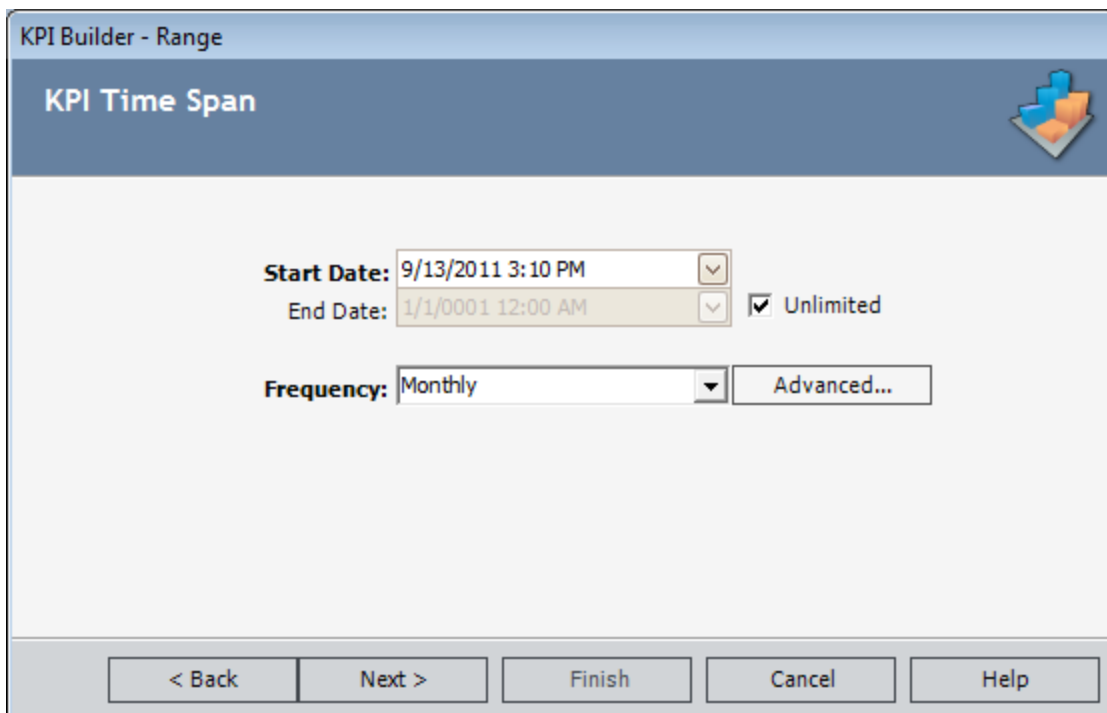 KPI Builder - Range
KPI Time Span
Start Date: 9/13/2011 3:10 PM
End Date: 1/1/0001 12:00 AM Unlimited
Frequency: Monthly Advanced...
< Back Next > Finish Cancel Help